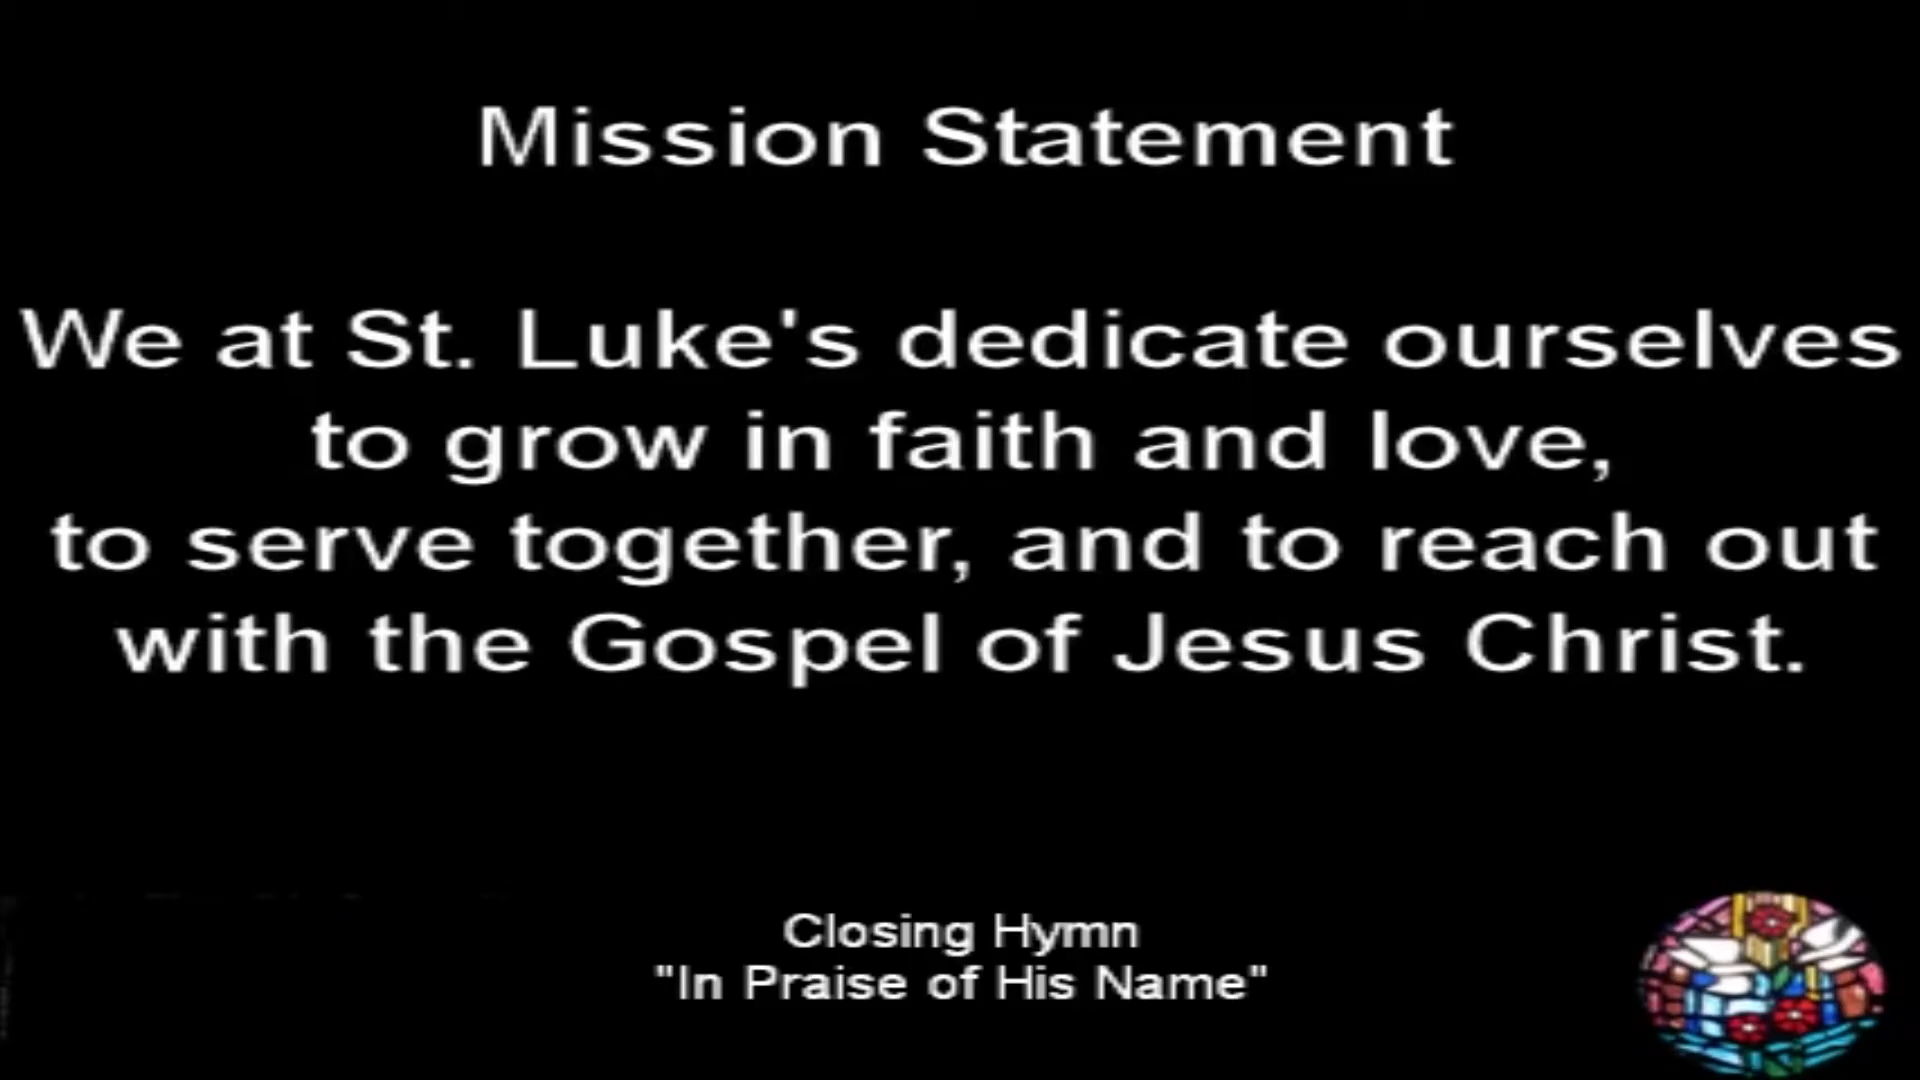 Mission Statement
We at St. Luke's dedicate ourselves
to grow in faith and love,
to serve together, and to reach out
with the Gospel of Jesus Christ.
Closing Hymn
"In Praise of His Name"